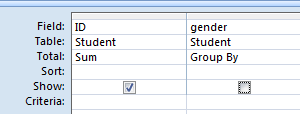 Field: ID gender
Table: Student Student
Total: Sum Group By
Sort:
Show:
Criteria: